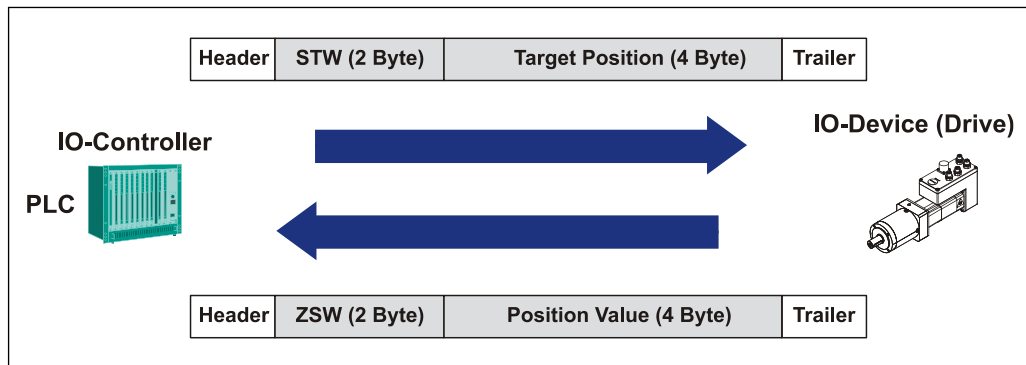 Header STW (2 Byte) Target Position (4 Byte) Trailer
IO-Controller
IO-Device (Drive)
PLC
Header ZSW (2 Byte) Position Value (4 Byte) Trailer